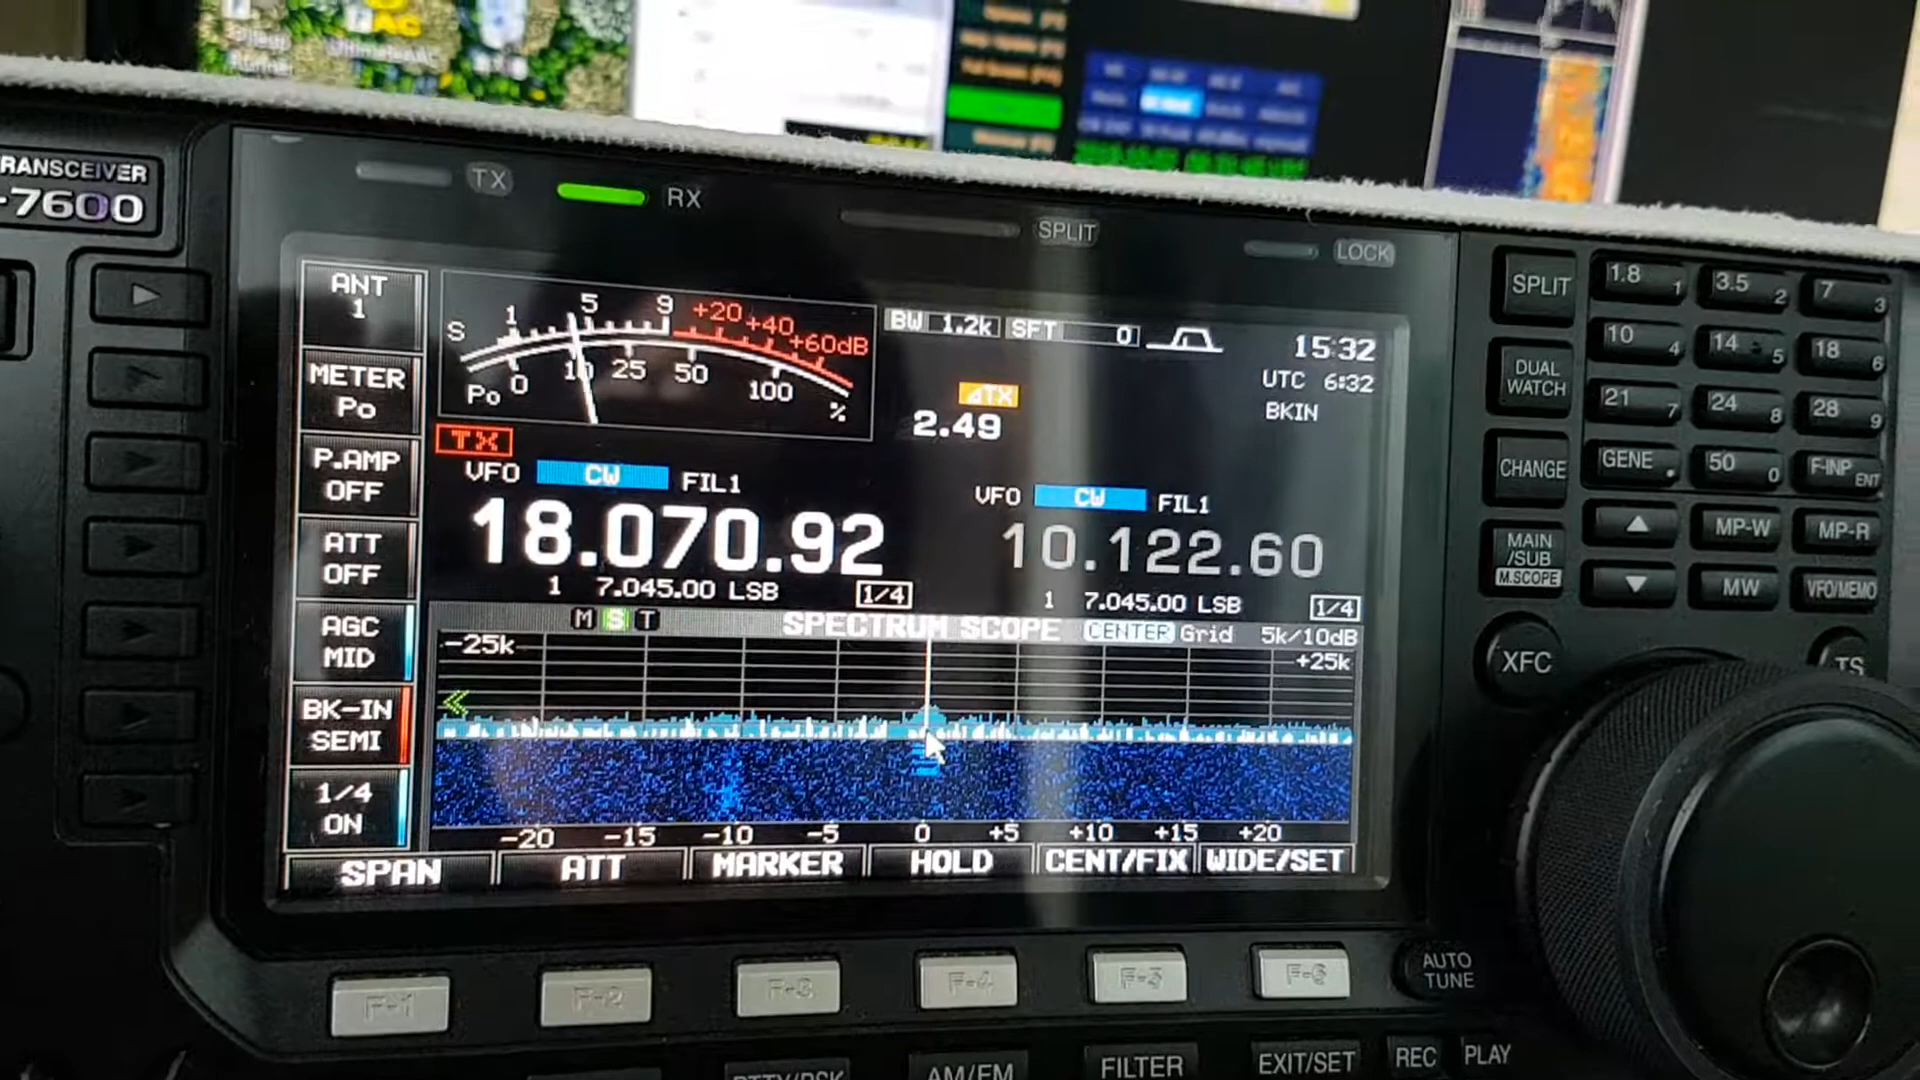 RANSCEIVER
-7600
TX
RX
SPLIT
LOCK
ANT
1
METER
Po
P.AMP
OFF
ATT
OFF
AGC
MID
BK-IN
SEMI
1/4
ON
S 1 5 9 +20 +40 +60dB
Po 0 10 25 50 100 %
BW 1.2k SFT 0
15:32
UTC 6:32
BKIN
⊿TX
2.49
TX
VFO CW FIL1
18.070.92
1 7.045.00 LSB 1/4
VFO CW FIL1
10.122.60
1 7.045.00 LSB 1/4
M S T SPECTRUM SCOPE CENTER Grid 5k/10dB
-25k +25k
-20 -15 -10 -5 0 +5 +10 +15 +20
SPAN ATT MARKER HOLD CENT/FIX WIDE/SET
F-1 F-2 F-3 F-4 F-5 F-6
SPLIT
DUAL
WATCH
CHANGE
MAIN
/SUB
M.SCOPE
XFC
1.8 1 3.5 2 7 3
10 4 14 5 18 6
21 7 24 8 28 9
GENE . 50 0 F-INP ENT
MP-W MP-R
MW VFO/MEMO
TS
AUTO
TUNE
RTTY/PSK AM/FM FILTER EXIT/SET REC PLAY